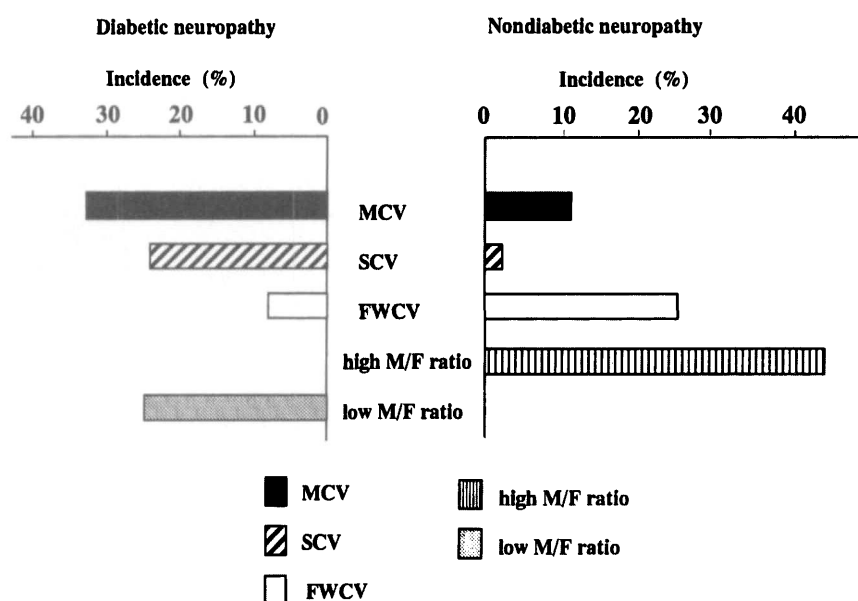 Diabetic neuropathy
Nondiabetic neuropathy
Incidence (%)
Incidence (%)
40 30 20 10 0
0 10 20 30 40
MCV
SCV
FWCV
high M/F ratio
low M/F ratio
MCV
high M/F ratio
SCV
low M/F ratio
FWCV